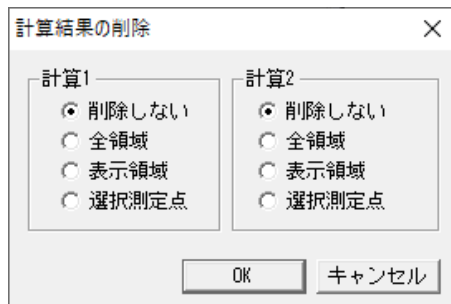 計算結果の削除
計算1
削除しない
全領域
表示領域
選択測定点
計算2
削除しない
全領域
表示領域
選択測定点
OK
キャンセル